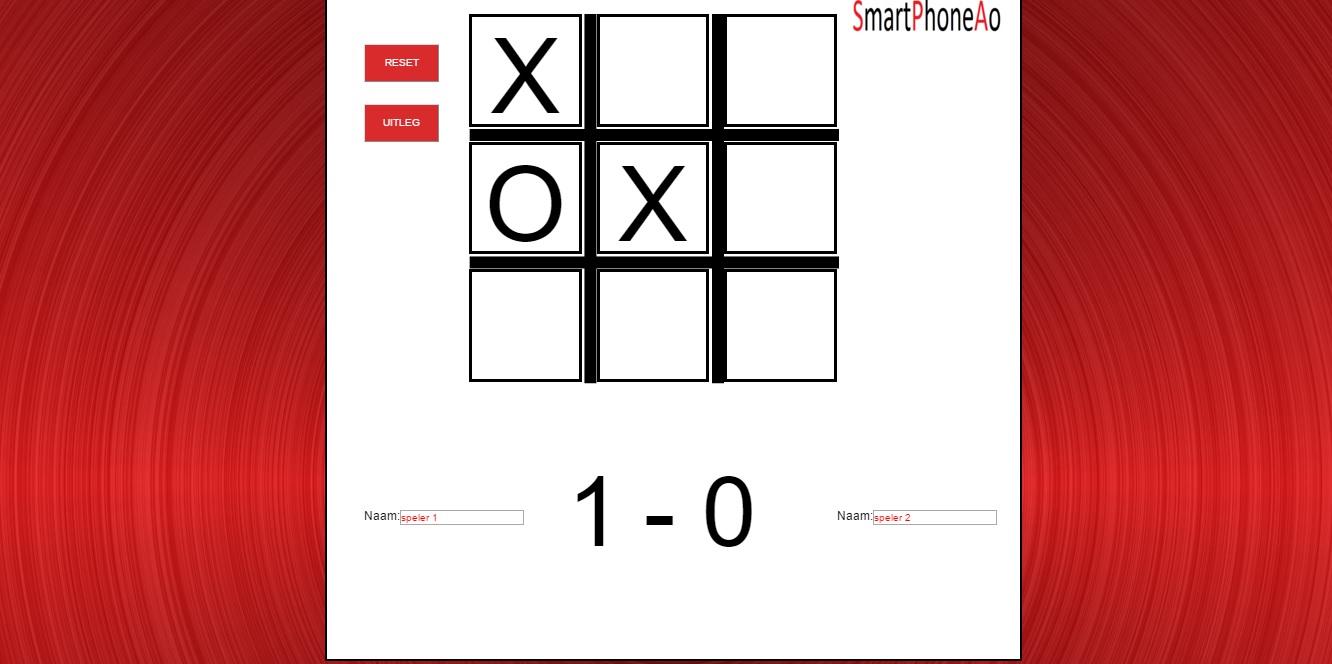 SmartPhoneAo
RESET
X
UITLEG
O X
1 - 0
Naam: speler 1
Naam: speler 2